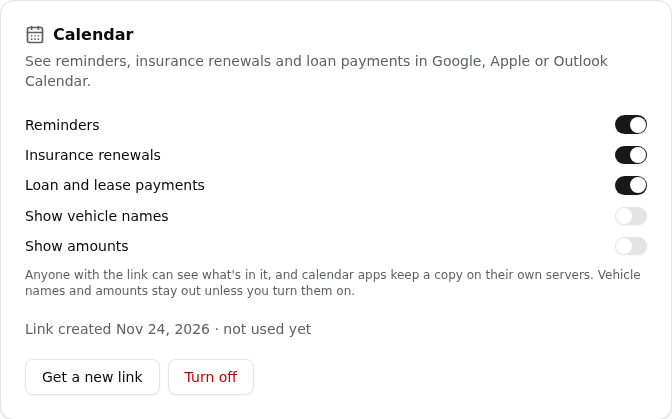 Calendar
See reminders, insurance renewals and loan payments in Google, Apple or Outlook
Calendar.
Reminders
Insurance renewals
Loan and lease payments
Show vehicle names
Show amounts
Anyone with the link can see what's in it, and calendar apps keep a copy on their own servers. Vehicle
names and amounts stay out unless you turn them on.
Link created Nov 24, 2026 · not used yet
Get a new link
Turn off